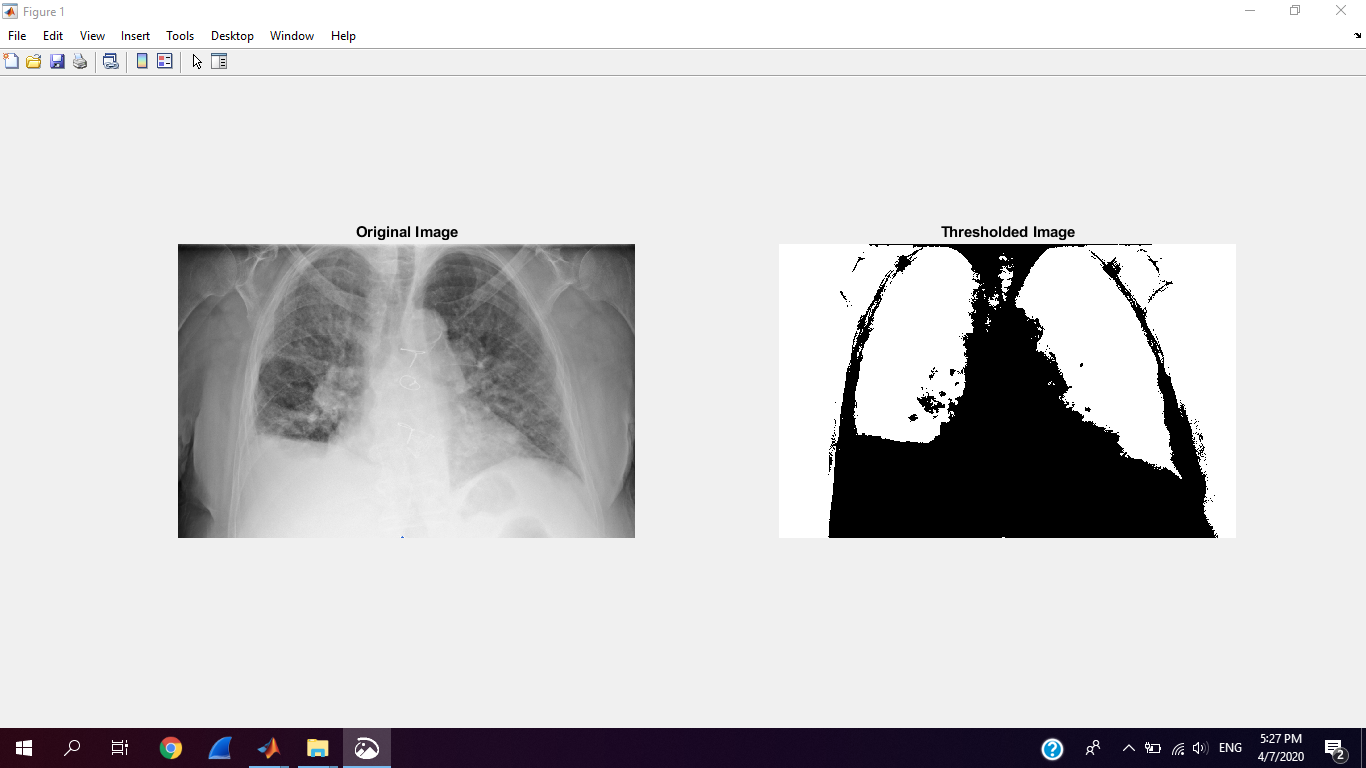 Figure 1
File Edit View Insert Tools Desktop Window Help
Original Image
Thresholded Image
ENG
5:27 PM
4/7/2020
2